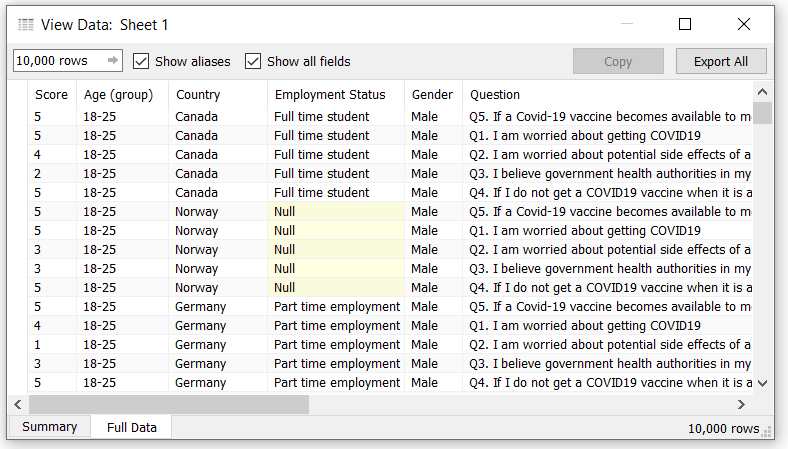 View Data: Sheet 1
10,000 rows Show aliases Show all fields Copy Export All
Score Age (group) Country Employment Status Gender Question
5 18-25 Canada Full time student Male Q5. If a Covid-19 vaccine becomes available to m
5 18-25 Canada Full time student Male Q1. I am worried about getting COVID19
4 18-25 Canada Full time student Male Q2. I am worried about potential side effects of a
2 18-25 Canada Full time student Male Q3. I believe government health authorities in my
5 18-25 Canada Full time student Male Q4. If I do not get a COVID19 vaccine when it is a
5 18-25 Norway Null Male Q5. If a Covid-19 vaccine becomes available to m
5 18-25 Norway Null Male Q1. I am worried about getting COVID19
3 18-25 Norway Null Male Q2. I am worried about potential side effects of a
3 18-25 Norway Null Male Q3. I believe government health authorities in my
5 18-25 Norway Null Male Q4. If I do not get a COVID19 vaccine when it is a
5 18-25 Germany Part time employment Male Q5. If a Covid-19 vaccine becomes available to m
4 18-25 Germany Part time employment Male Q1. I am worried about getting COVID19
1 18-25 Germany Part time employment Male Q2. I am worried about potential side effects of a
3 18-25 Germany Part time employment Male Q3. I believe government health authorities in my
5 18-25 Germany Part time employment Male Q4. If I do not get a COVID19 vaccine when it is a
Summary Full Data 10,000 rows